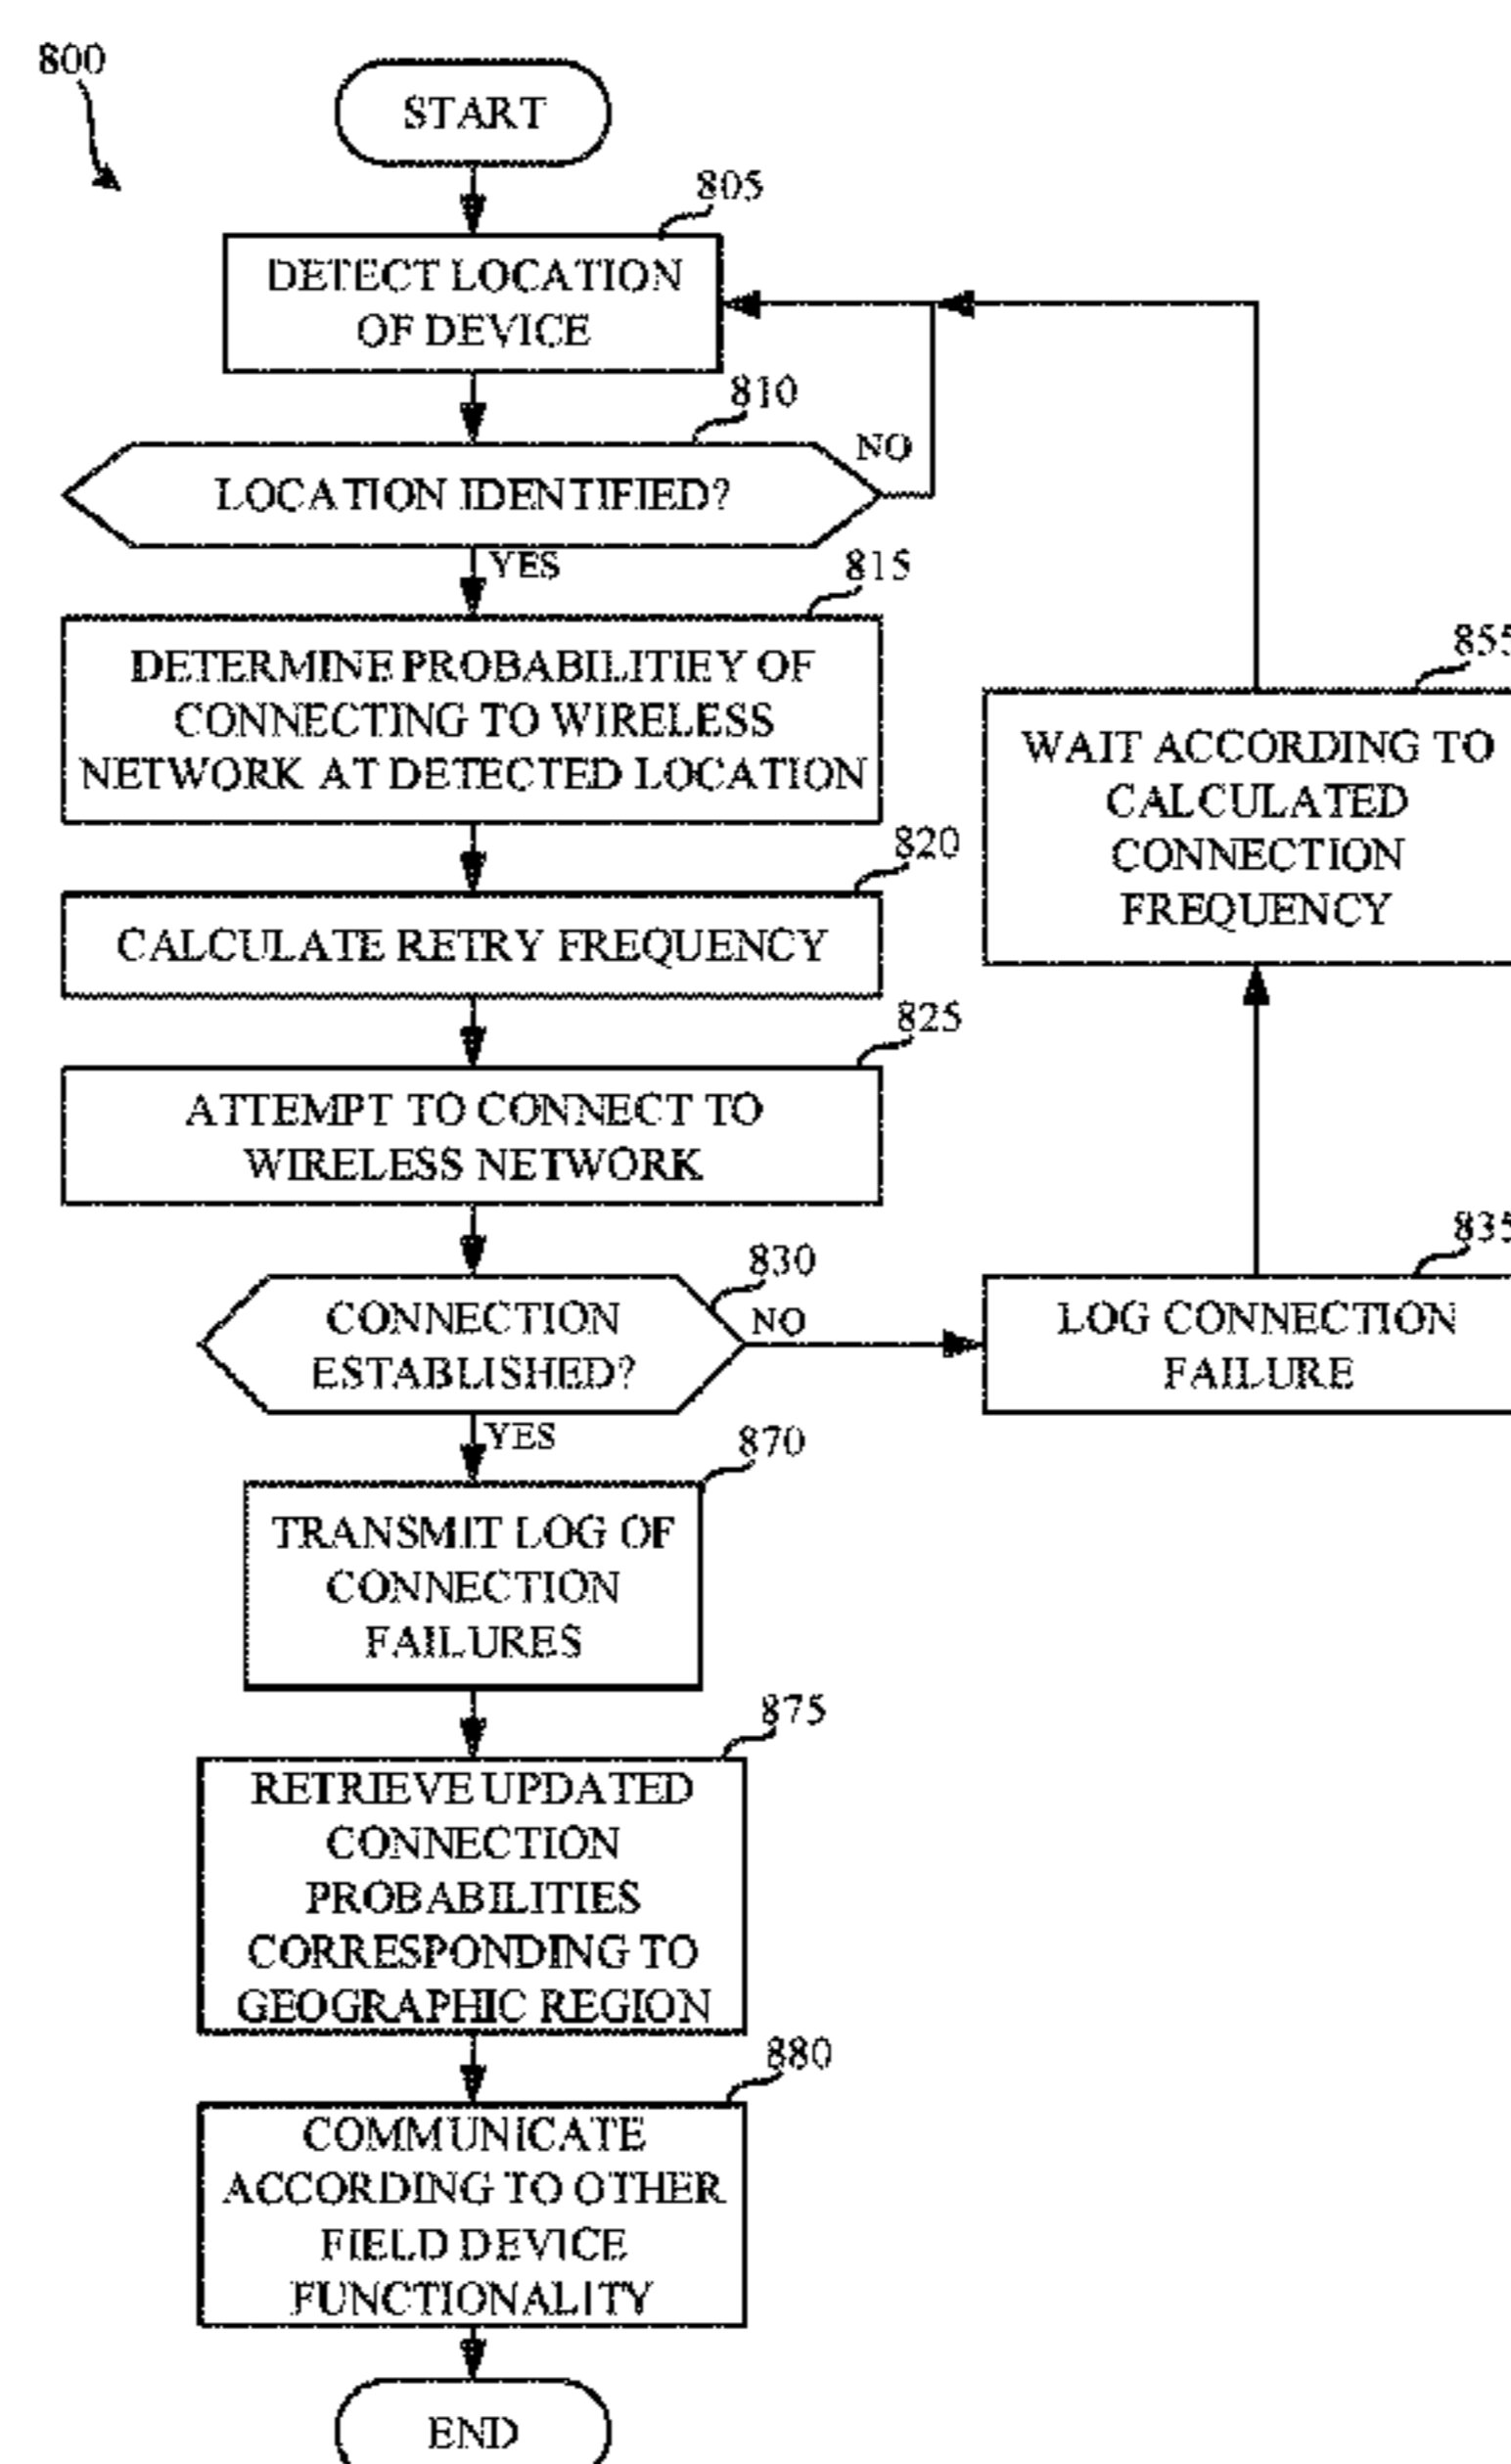 800
START
805
DETECT LOCATION
OF DEVICE
810
LOCATION IDENTIFIED?
NO
YES
815
DETERMINE PROBABILITIEY OF
CONNECTING TO WIRELESS
NETWORK AT DETECTED LOCATION
820
CALCULATE RETRY FREQUENCY
825
ATTEMPT TO CONNECT TO
WIRELESS NETWORK
830
CONNECTION
ESTABLISHED?
NO
835
LOG CONNECTION
FAILURE
855
WAIT ACCORDING TO
CALCULATED
CONNECTION
FREQUENCY
YES
870
TRANSMIT LOG OF
CONNECTION
FAILURES
875
RETRIEVE UPDATED
CONNECTION
PROBABILITIES
CORRESPONDING TO
GEOGRAPHIC REGION
880
COMMUNICATE
ACCORDING TO OTHER
FIELD DEVICE
FUNCTIONALITY
END